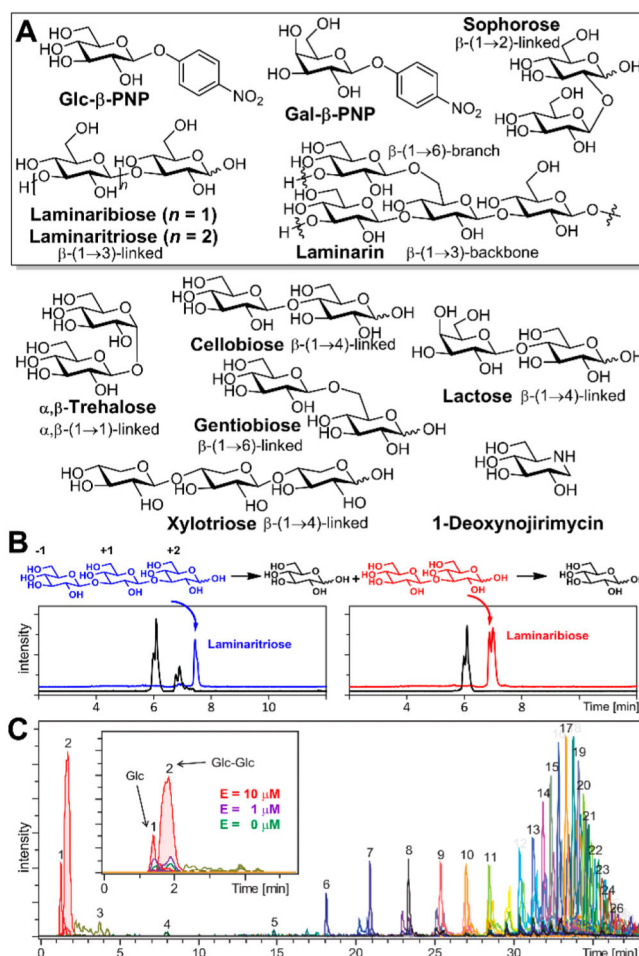 A
Glc-β-PNP
Gal-β-PNP
Sophorose
β-(1→2)-linked
Laminaribiose (n = 1)
Laminaritriose (n = 2)
β-(1→3)-linked
β-(1→6)-branch
Laminarin
β-(1→3)-backbone
α,β-Trehalose
α,β-(1→1)-linked
Cellobiose β-(1→4)-linked
Gentiobiose
β-(1→6)-linked
Lactose β-(1→4)-linked
Xylotriose β-(1→4)-linked
1-Deoxynojirimycin
B
-1 +1 +2
intensity
Laminaritriose
Laminaribiose
4 6 8 10
4 6 8
Time [min]
C
intensity
Glc
Glc-Glc
E = 10 μM
E = 1 μM
E = 0 μM
1 2
0 2
Time [min]
1 2 3 4 5 6 7 8 9 10 11 12 13 14 15 17 19 20 21 22 23 24 26
0 5 10 15 20 25 30 Time [min]